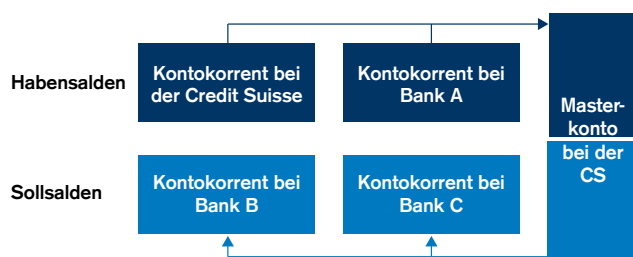 Habensalden
Kontokorrent bei
der Credit Suisse
Kontokorrent bei
Bank A
Master-
konto
bei der
CS
Sollsalden
Kontokorrent bei
Bank B
Kontokorrent bei
Bank C